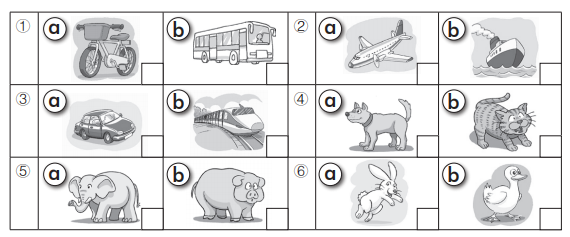 ① a b ② a b
③ a b ④ a b
⑤ a b ⑥ a b